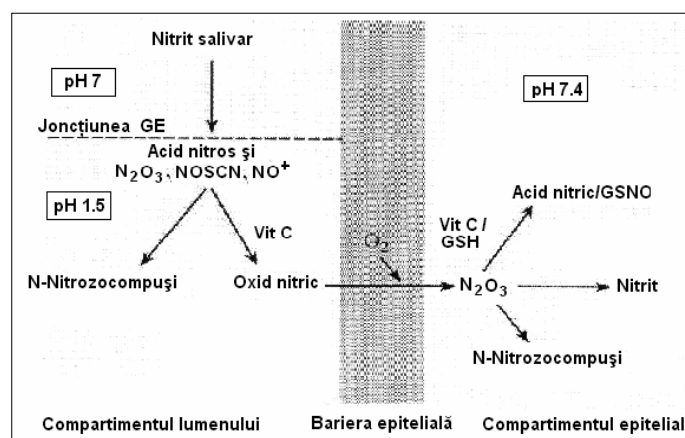 Nitrit salivar
pH 7
pH 7.4
Joncțiunea GE
Acid nitros şi
N₂O₃, NOSCN, NO⁺
pH 1.5
Vit C
N-Nitrozocompuşi
Oxid nitric
O₂
Vit C /
GSH
Acid nitric/GSNO
N₂O₃
Nitrit
N-Nitrozocompuşi
Compartimentul lumenului
Bariera epitelială
Compartimentul epitelial